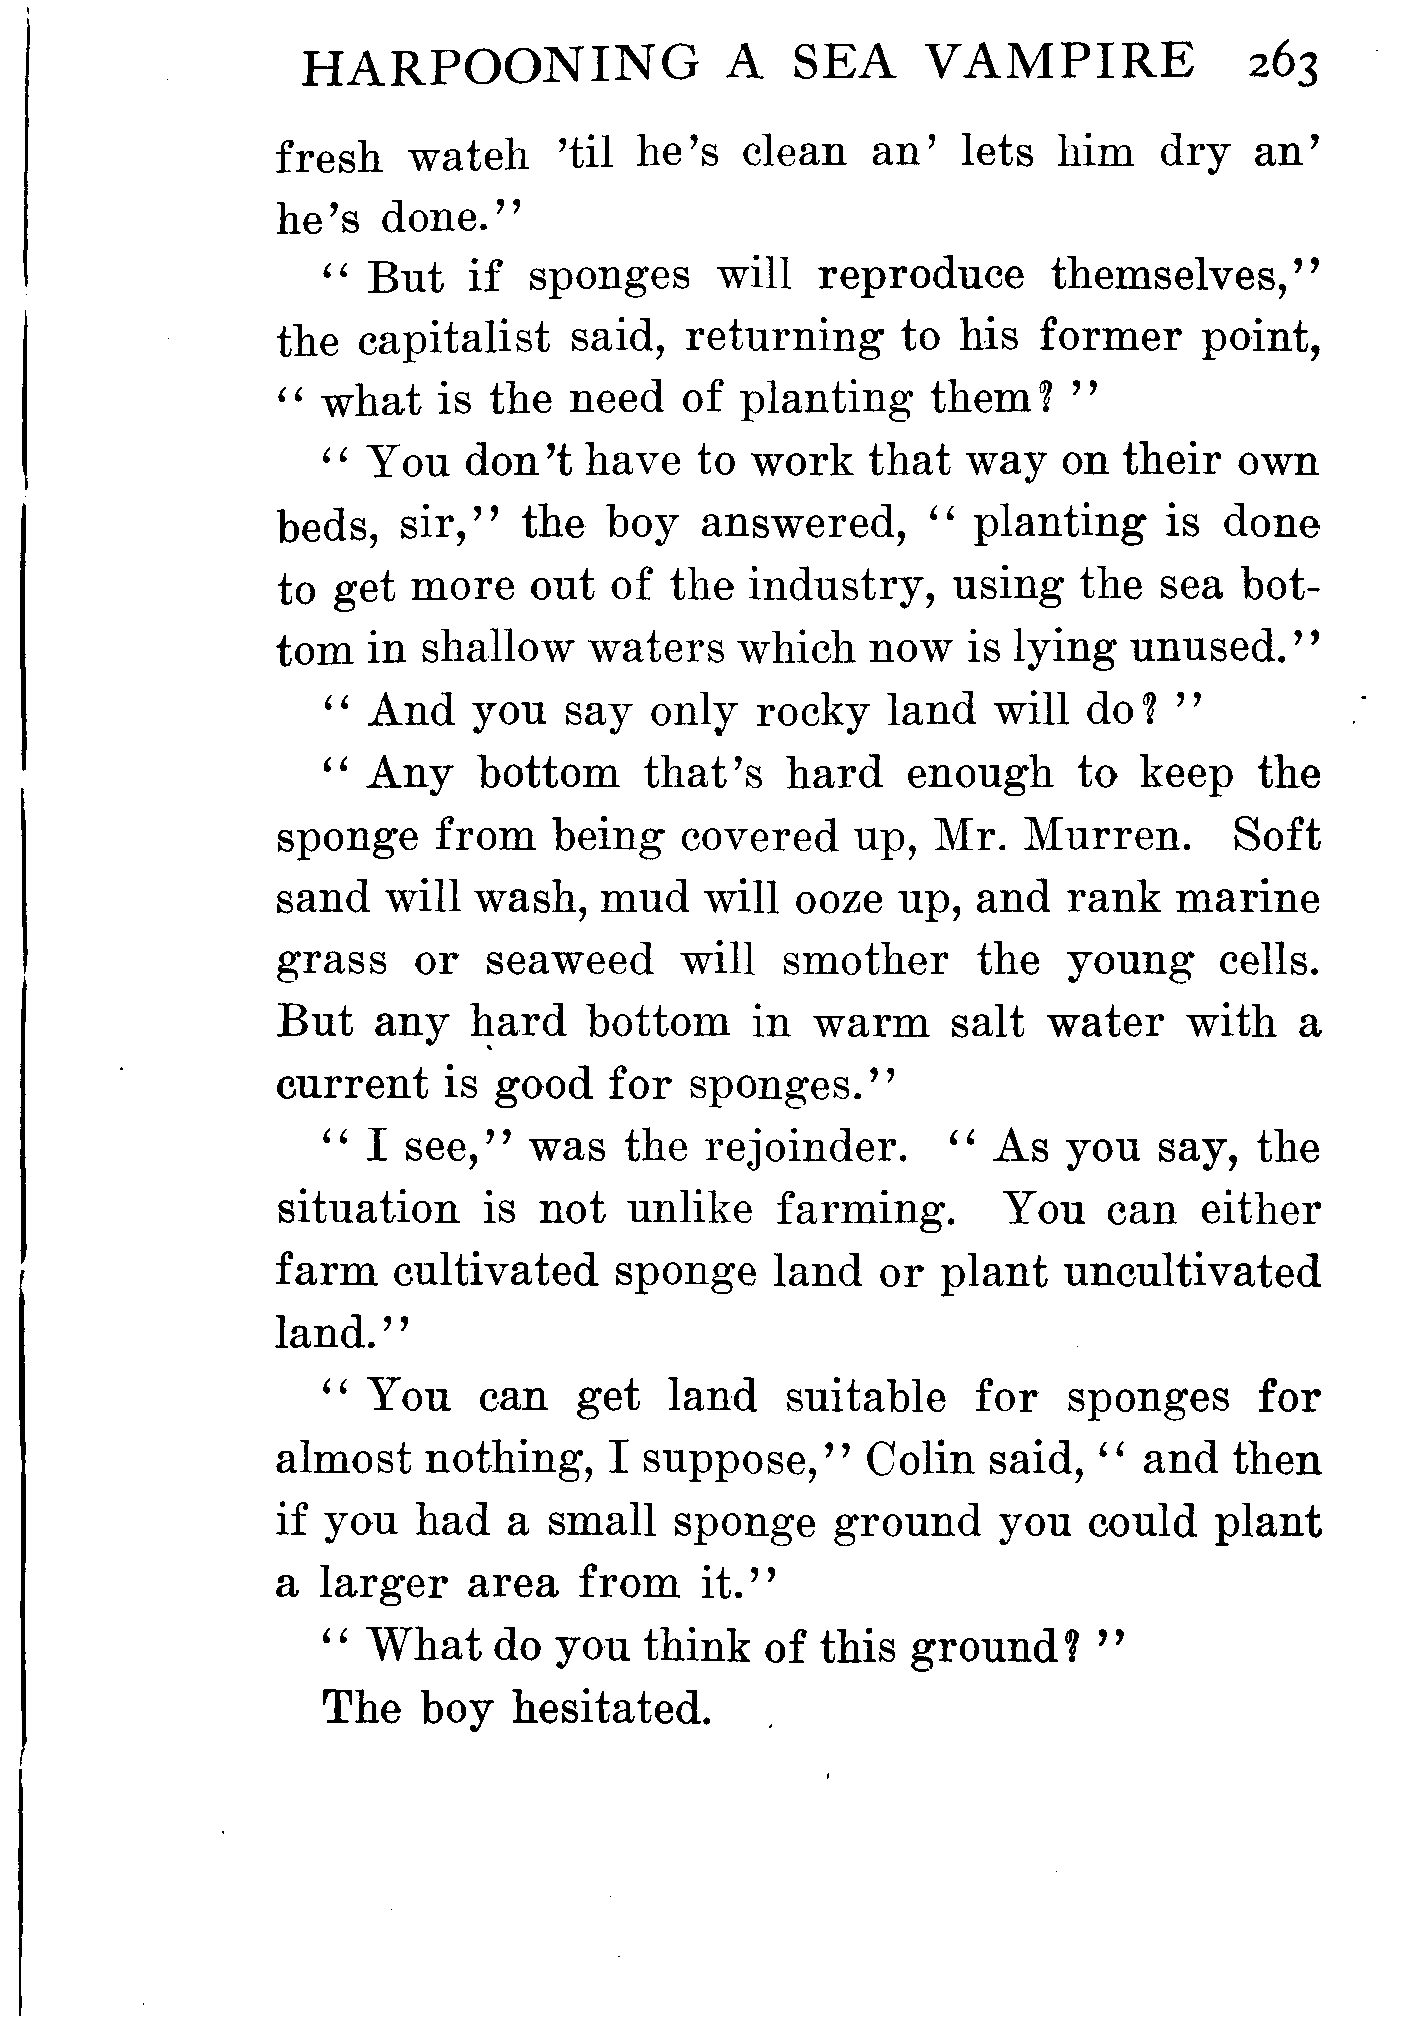 HARPOONING A SEA VAMPIRE 263
fresh wateh 'til he's clean an' lets him dry an'
he's done."
" But if sponges will reproduce themselves,"
the capitalist said, returning to his former point,
" what is the need of planting them? "
" You don't have to work that way on their own
beds, sir," the boy answered, " planting is done
to get more out of the industry, using the sea bot-
tom in shallow waters which now is lying unused."
" And you say only rocky land will do? "
" Any bottom that's hard enough to keep the
sponge from being covered up, Mr. Murren. Soft
sand will wash, mud will ooze up, and rank marine
grass or seaweed will smother the young cells.
But any hard bottom in warm salt water with a
current is good for sponges."
" I see," was the rejoinder. " As you say, the
situation is not unlike farming. You can either
farm cultivated sponge land or plant uncultivated
land."
" You can get land suitable for sponges for
almost nothing, I suppose," Colin said, " and then
if you had a small sponge ground you could plant
a larger area from it."
" What do you think of this ground? "
The boy hesitated.